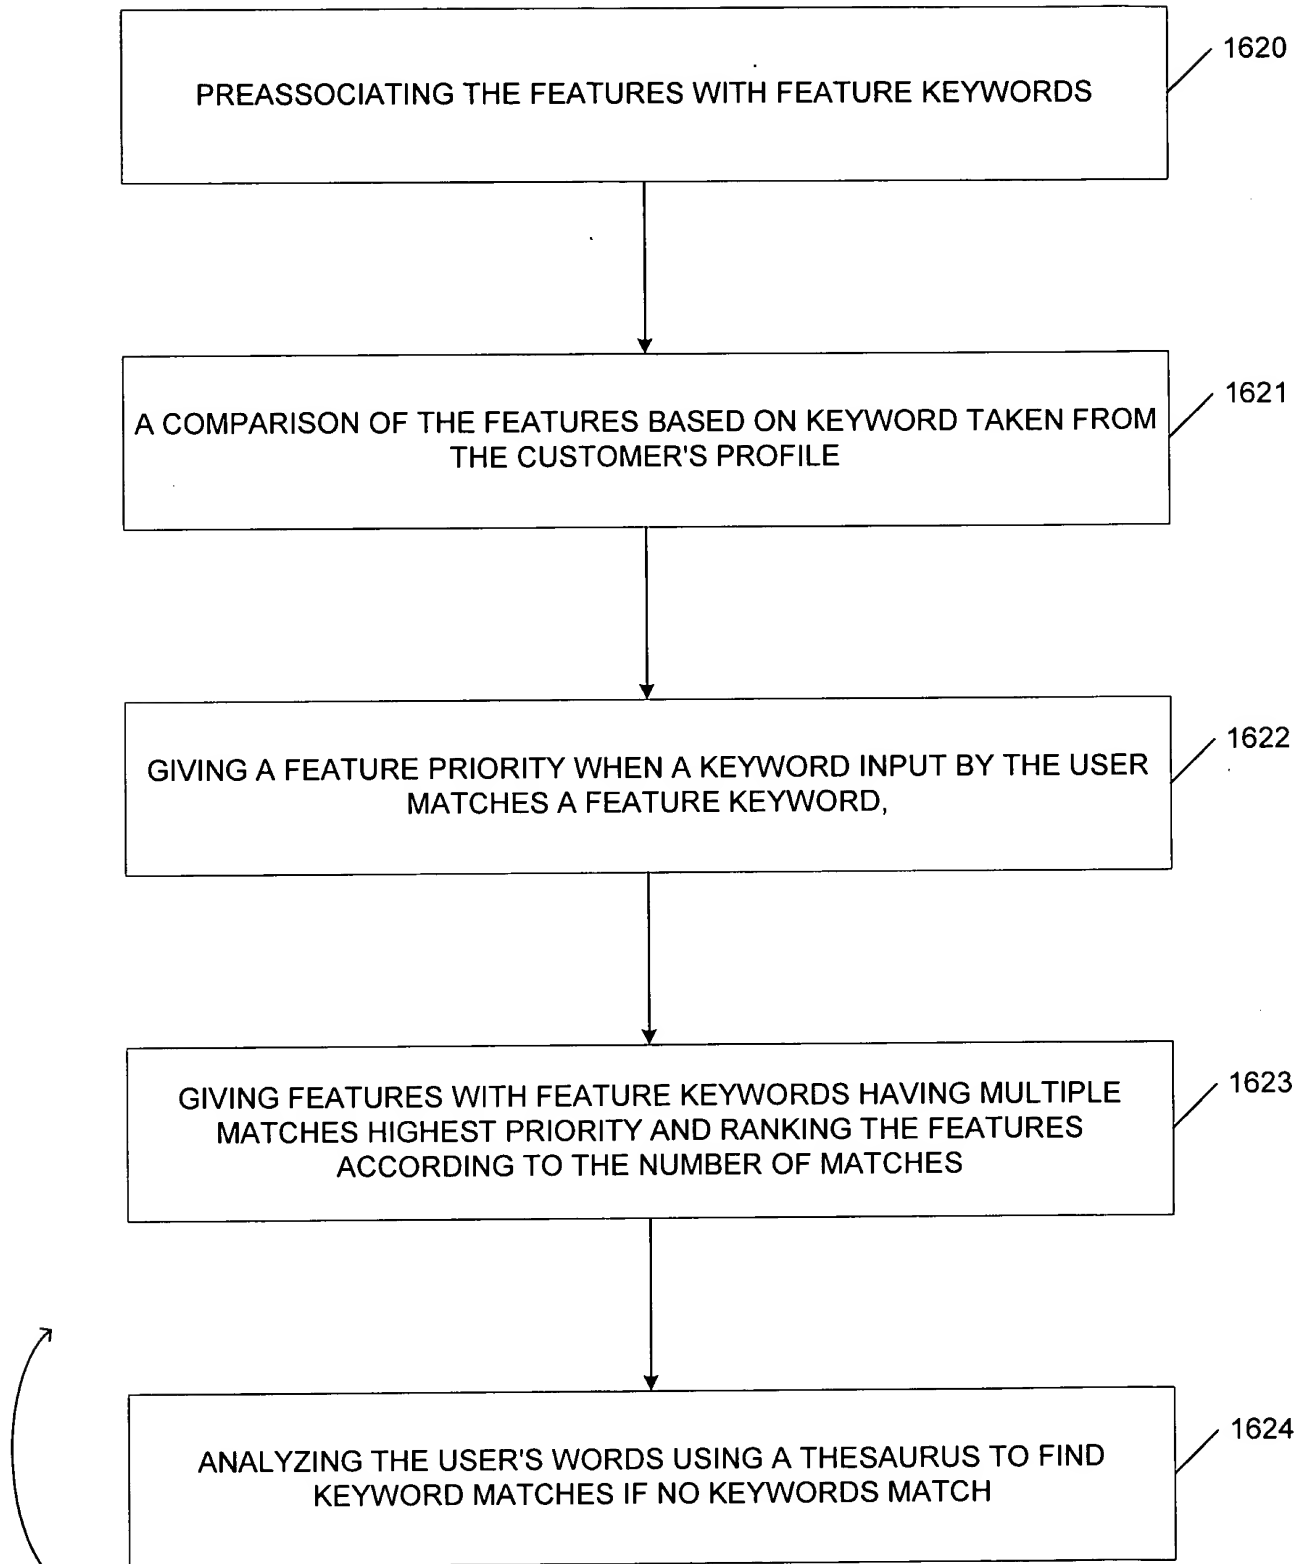 1620
PREASSOCIATING THE FEATURES WITH FEATURE KEYWORDS
1621
A COMPARISON OF THE FEATURES BASED ON KEYWORD TAKEN FROM
THE CUSTOMER'S PROFILE
1622
GIVING A FEATURE PRIORITY WHEN A KEYWORD INPUT BY THE USER
MATCHES A FEATURE KEYWORD,
1623
GIVING FEATURES WITH FEATURE KEYWORDS HAVING MULTIPLE
MATCHES HIGHEST PRIORITY AND RANKING THE FEATURES
ACCORDING TO THE NUMBER OF MATCHES
1624
ANALYZING THE USER'S WORDS USING A THESAURUS TO FIND
KEYWORD MATCHES IF NO KEYWORDS MATCH